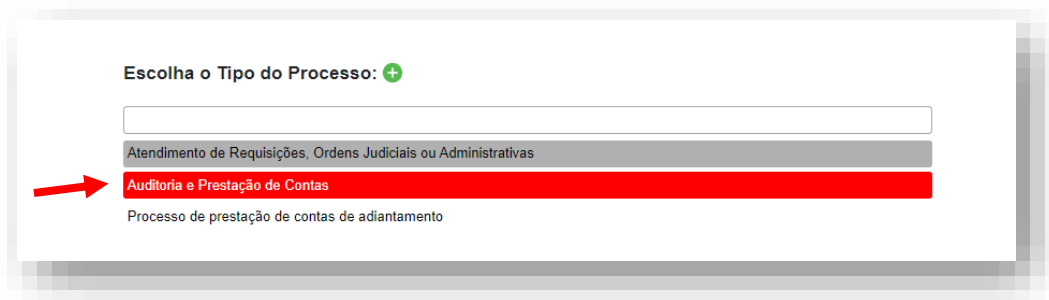 Escolha o Tipo do Processo:
Atendimento de Requisições, Ordens Judiciais ou Administrativas
Auditoria e Prestação de Contas
Processo de prestação de contas de adiantamento